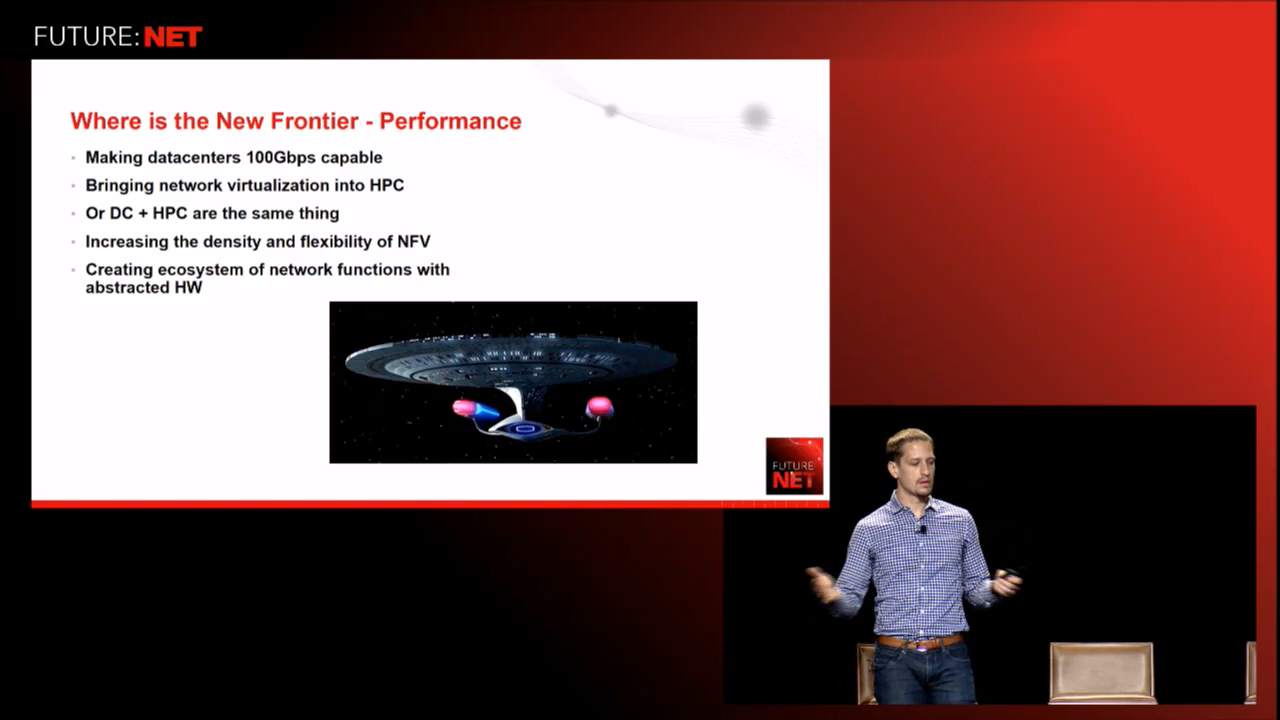 FUTURE:NET
Where is the New Frontier - Performance
Making datacenters 100Gbps capable
Bringing network virtualization into HPC
Or DC + HPC are the same thing
Increasing the density and flexibility of NFV
Creating ecosystem of network functions with
abstracted HW
FUTURE
NET